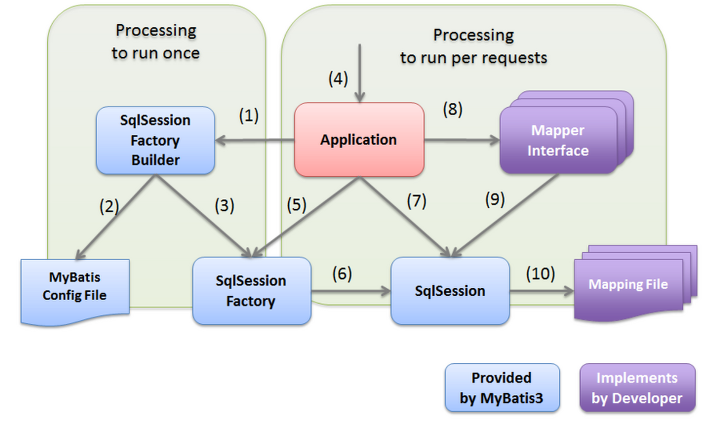 Processing
to run once
Processing
to run per requests
(4)
(1)
(8)
SqlSession
Factory
Builder
Application
Mapper
Interface
(2)
(3)
(5)
(7)
(9)
MyBatis
Config File
SqlSession
Factory
(6)
SqlSession
(10)
Mapping File
Provided
by MyBatis3
Implements
by Developer